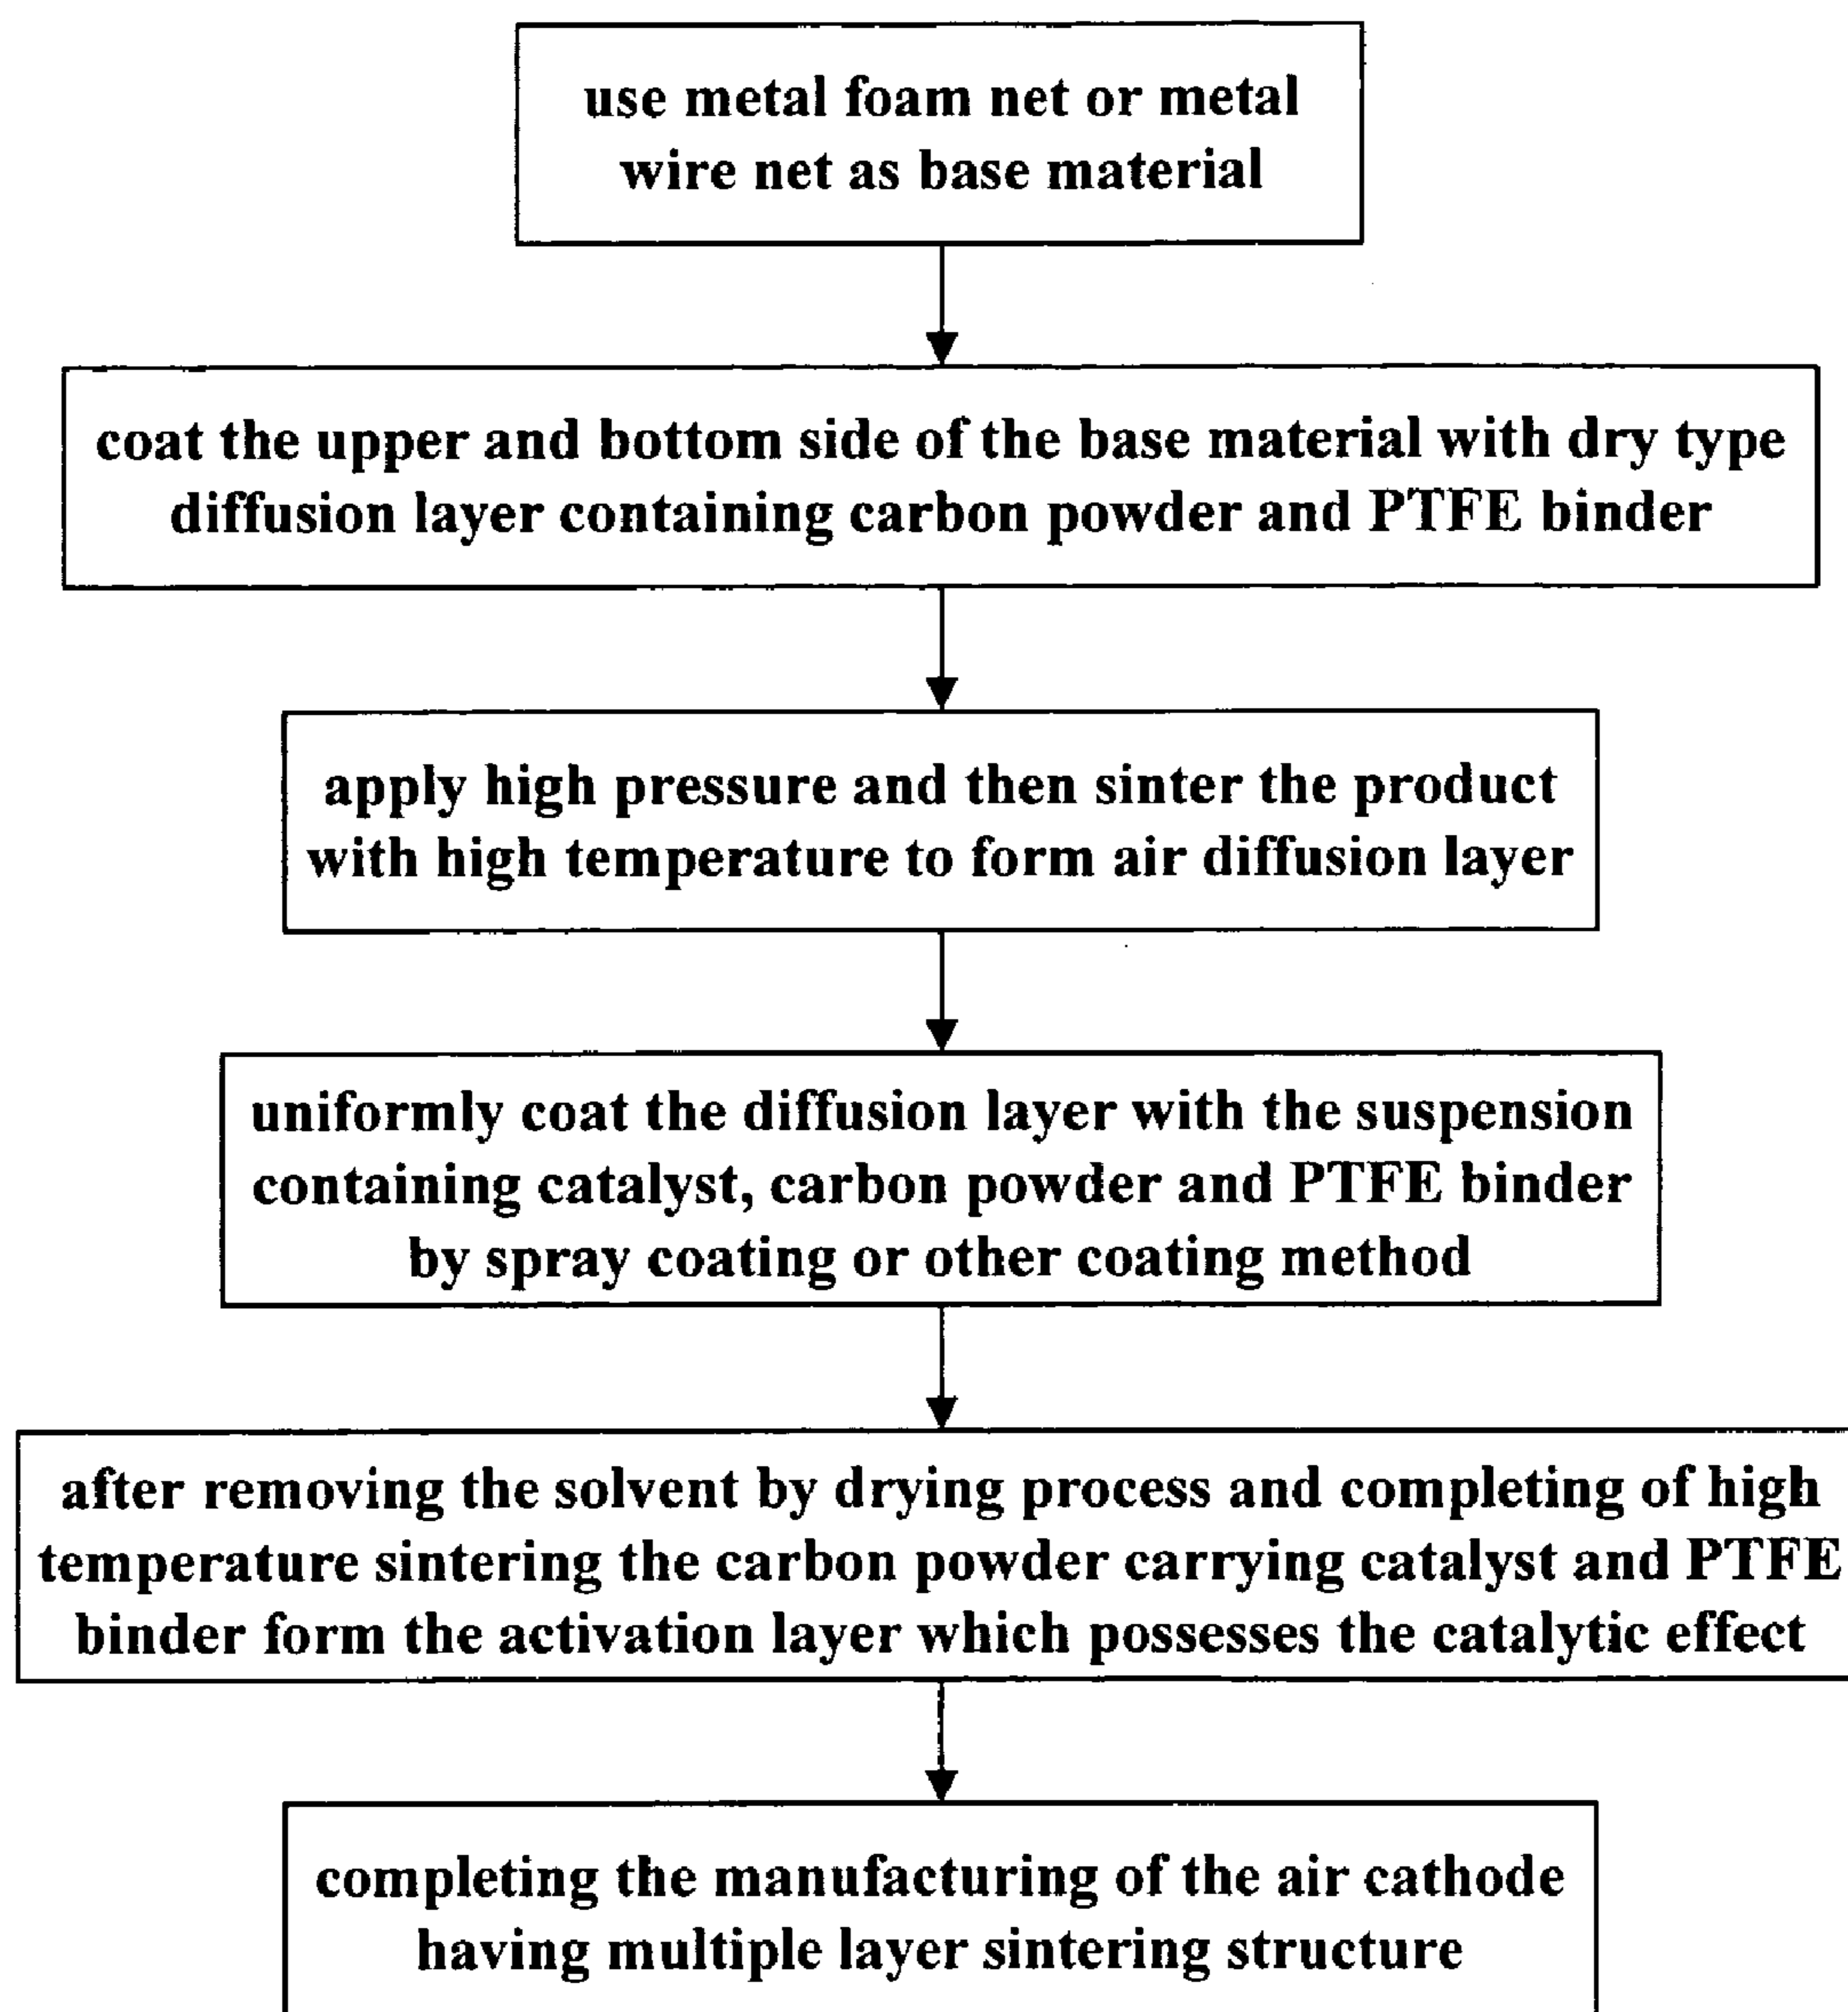 use metal foam net or metal
wire net as base material
coat the upper and bottom side of the base material with dry type
diffusion layer containing carbon powder and PTFE binder
apply high pressure and then sinter the product
with high temperature to form air diffusion layer
uniformly coat the diffusion layer with the suspension
containing catalyst, carbon powder and PTFE binder
by spray coating or other coating method
after removing the solvent by drying process and completing of high
temperature sintering the carbon powder carrying catalyst and PTFE
binder form the activation layer which possesses the catalytic effect
completing the manufacturing of the air cathode
having multiple layer sintering structure